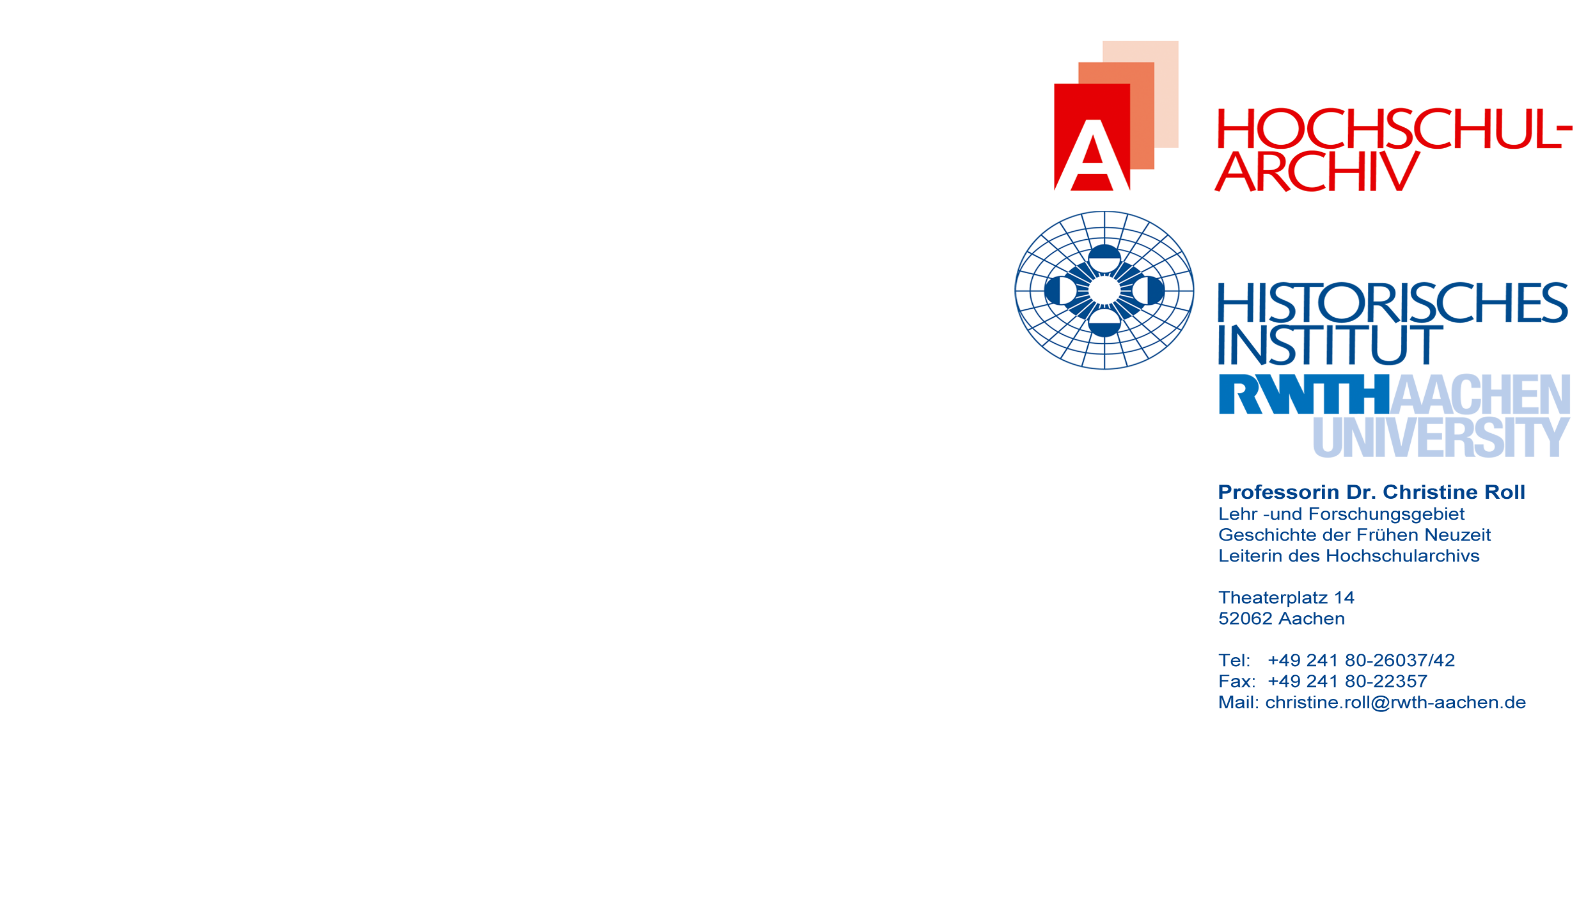 A
HOCHSCHUL-
ARCHIV
HISTORISCHES
INSTITUT
RWTHAACHEN
UNIVERSITY
Professorin Dr. Christine Roll
Lehr -und Forschungsgebiet
Geschichte der Frühen Neuzeit
Leiterin des Hochschularchivs
Theaterplatz 14
52062 Aachen
Tel: +49 241 80-26037/42
Fax: +49 241 80-22357
Mail: christine.roll@rwth-aachen.de